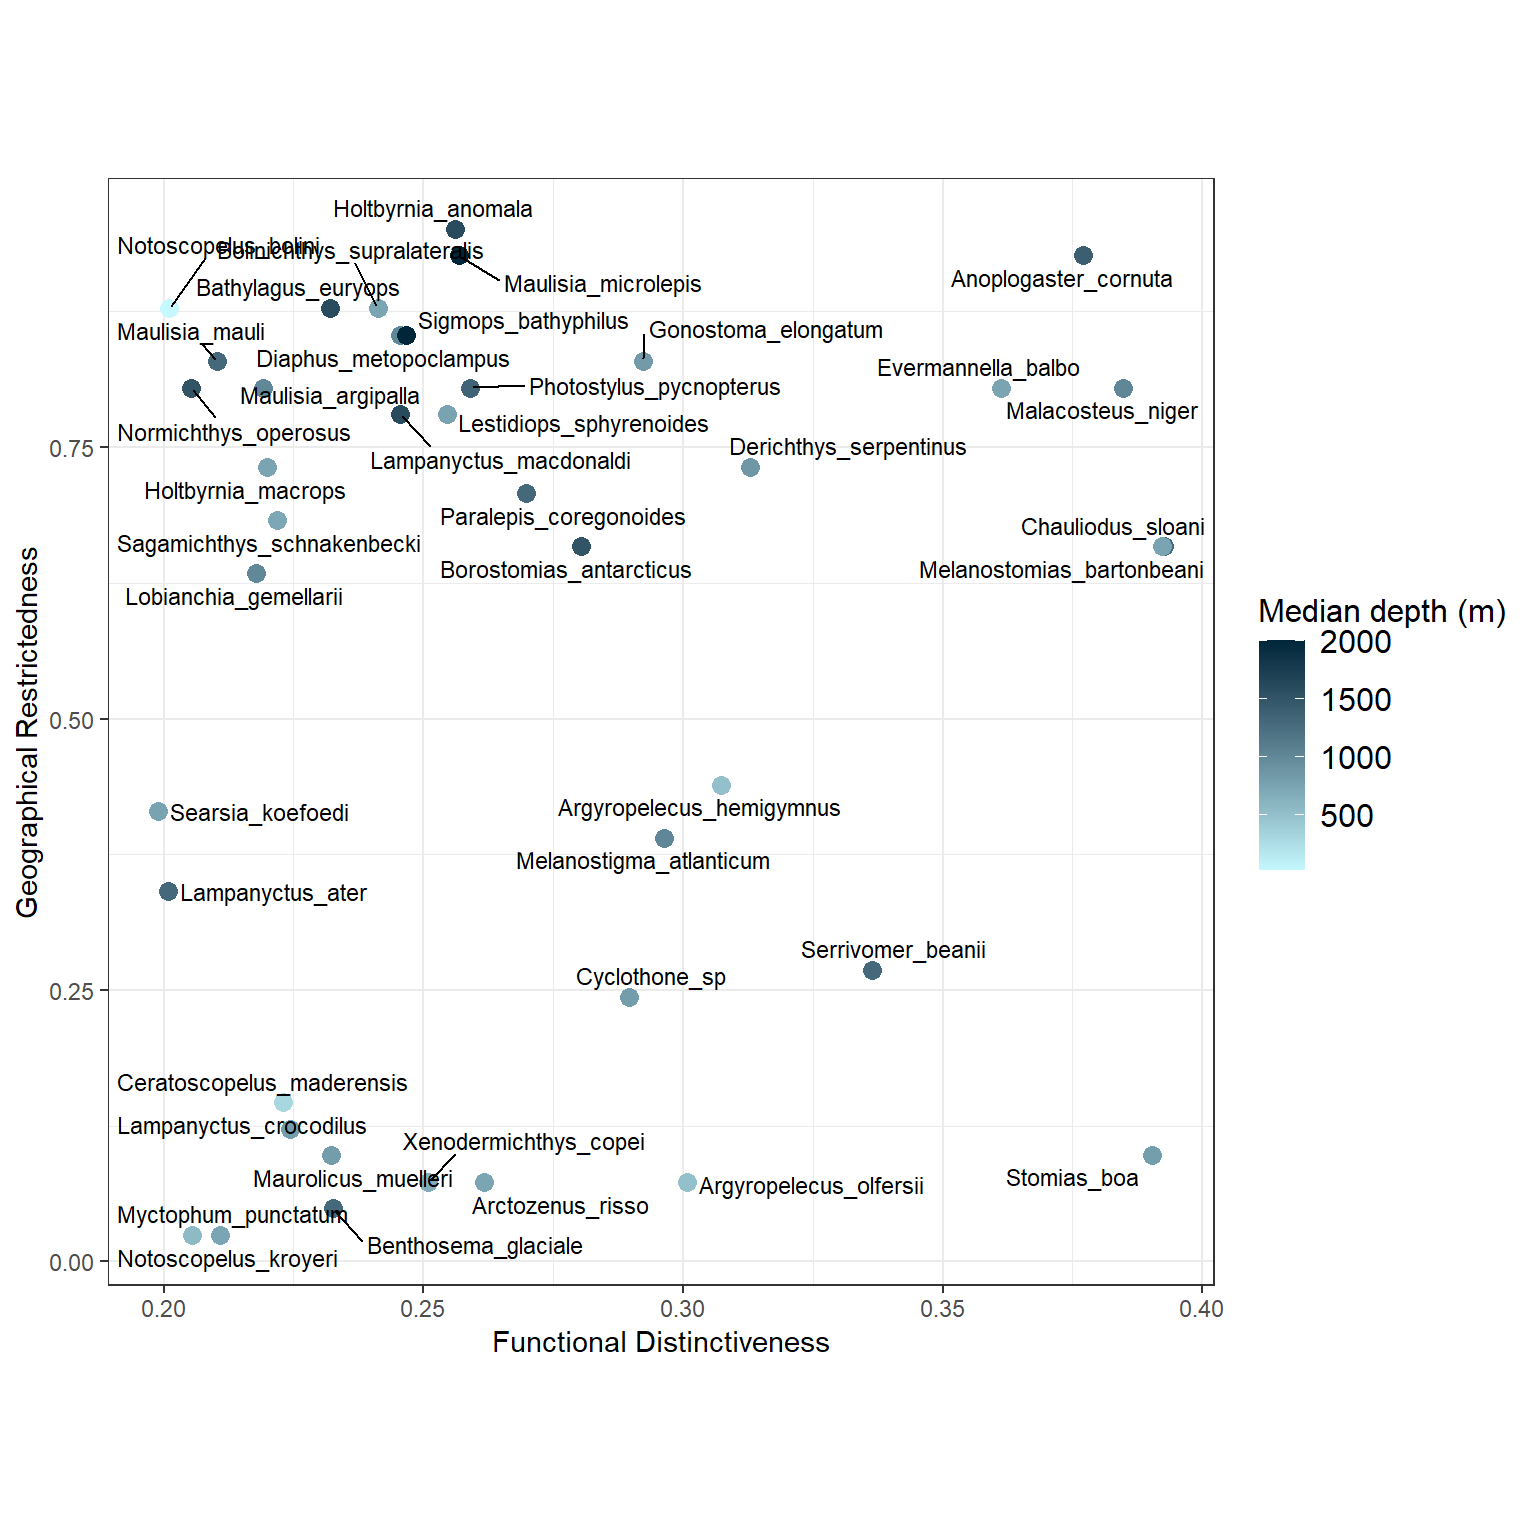 Holtbyrnia_anomala
Notoscopelus_bolini
Bolinichthys_supralateralis
Anoplogaster_cornuta
Maulisia_microlepis
Bathylagus_euryops
Sigmops_bathyphilus
Maulisia_mauli
Gonostoma_elongatum
Diaphus_metopoclampus
Evermannella_balbo
Photostylus_pycnopterus
Maulisia_argipalla
Malacosteus_niger
Lestidiops_sphyrenoides
Normichthys_operosus
0.75
Derichthys_serpentinus
Lampanyctus_macdonaldi
Holtbyrnia_macrops
Paralepis_coregonoides
Chauliodus_sloani
Sagamichthys_schnakenbecki
Borostomias_antarcticus
Melanostomias_bartonbeani
Lobianchia_gemellarii
Median depth (m)
2000
1500
1000
500
0.50
Geographical Restrictedness
Searsia_koefoedi
Argyropelecus_hemigymnus
Melanostigma_atlanticum
Lampanyctus_ater
Serrivomer_beanii
Cyclothone_sp
0.25
Ceratoscopelus_maderensis
Lampanyctus_crocodilus
Xenodermichthys_copei
Maurolicus_muelleri
Stomias_boa
Argyropelecus_olfersii
Arctozenus_risso
Myctophum_punctatum
Benthosema_glaciale
Notoscopelus_kroyeri
0.00
0.20 0.25 0.30 0.35 0.40
Functional Distinctiveness